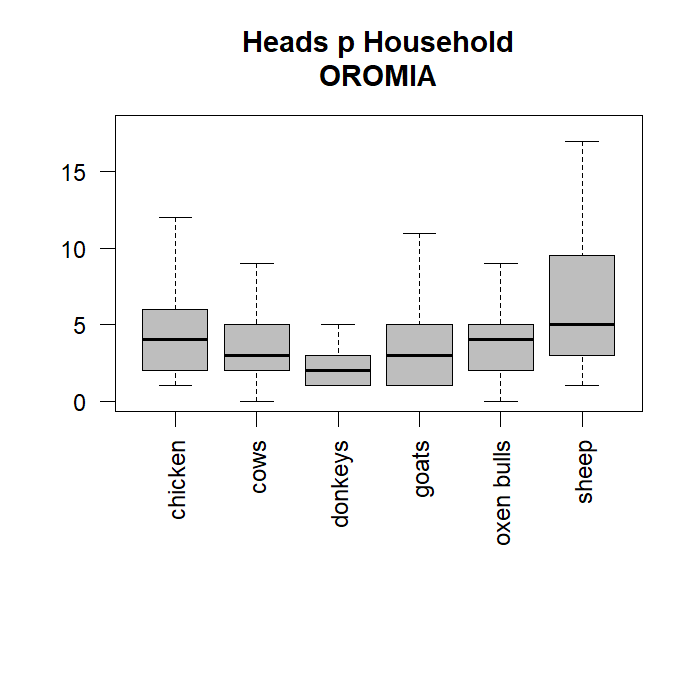 Heads p Household
OROMIA
15
10
5
0
chicken
cows
donkeys
goats
oxen bulls
sheep